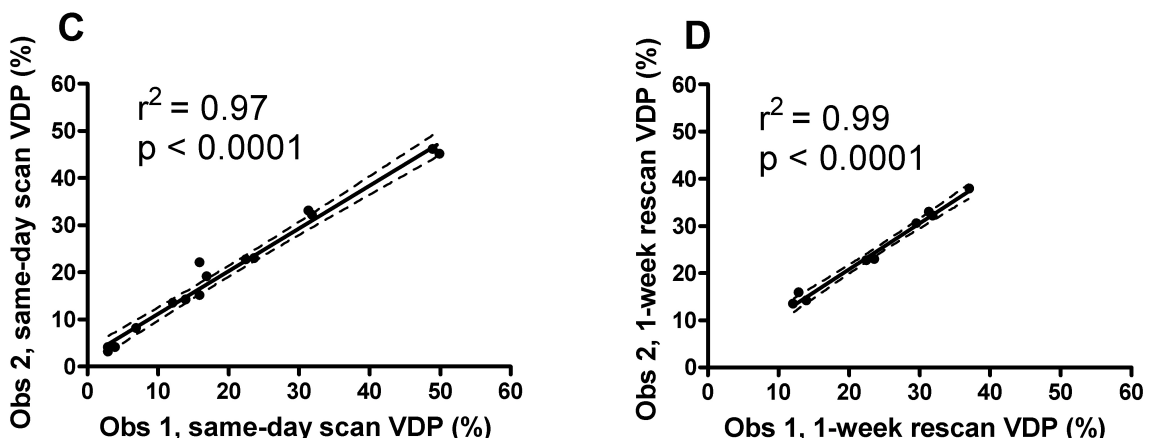 C
r2 = 0.97
p < 0.0001
Obs 2, same-day scan VDP (%)
60
50
40
30
20
10
0
0 10 20 30 40 50 60
Obs 1, same-day scan VDP (%)
D
r2 = 0.99
p < 0.0001
Obs 2, 1-week rescan VDP (%)
60
50
40
30
20
10
0
0 10 20 30 40 50 60
Obs 1, 1-week rescan VDP (%)